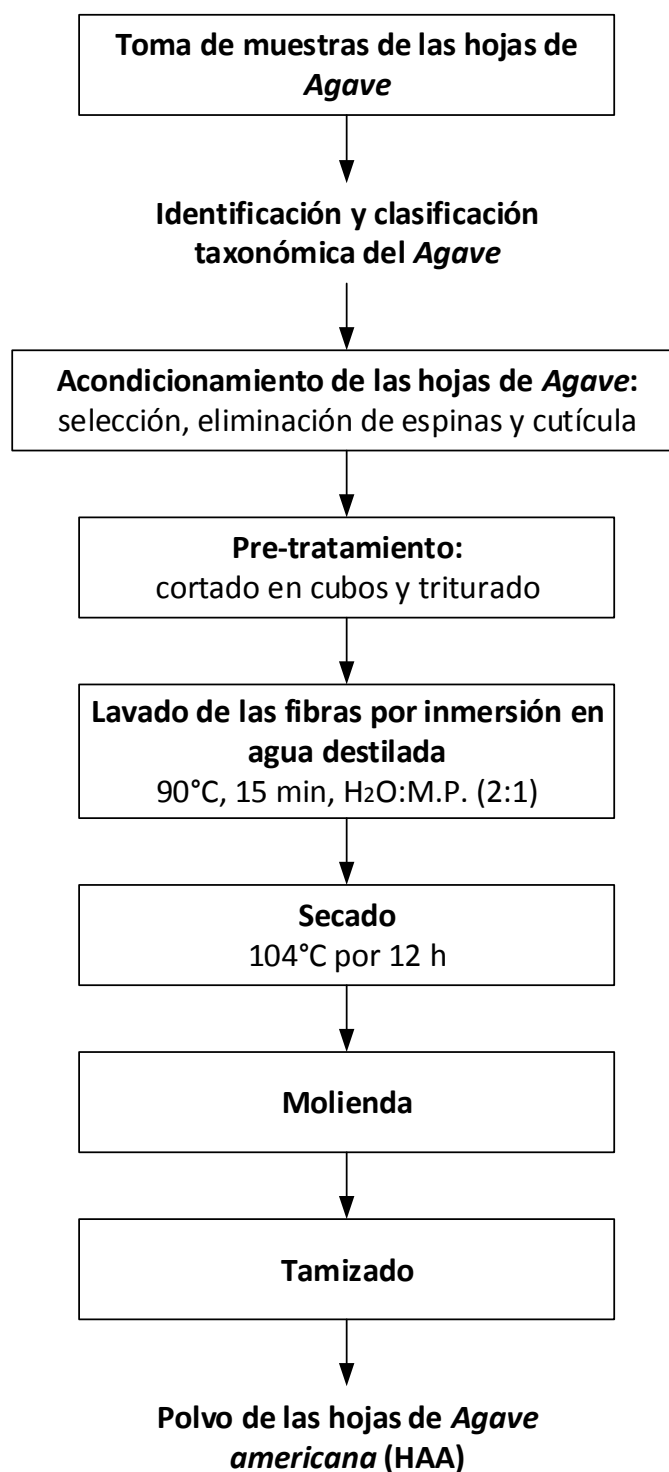 Toma de muestras de las hojas de
Agave
Identificación y clasificación
taxonómica del Agave
Acondicionamiento de las hojas de Agave:
selección, eliminación de espinas y cutícula
Pre-tratamiento:
cortado en cubos y triturado
Lavado de las fibras por inmersión en
agua destilada
90°C, 15 min, H₂O:M.P. (2:1)
Secado
104°C por 12 h
Molienda
Tamizado
Polvo de las hojas de Agave
americana (HAA)